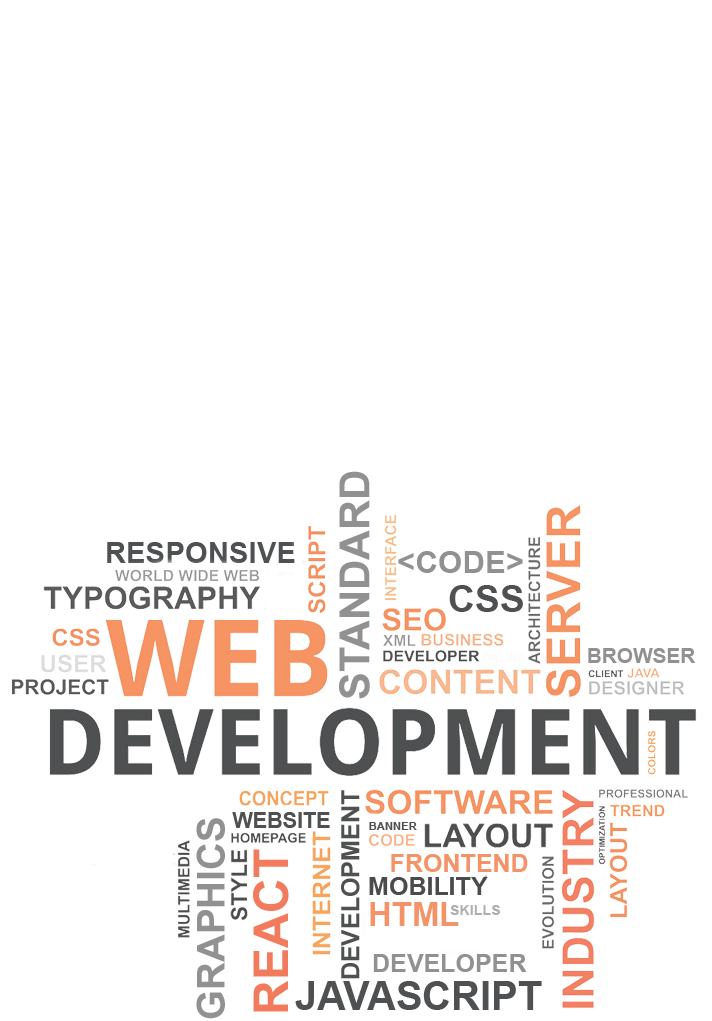 STANDARD
SERVER
INTERFACE
SCRIPT
ARCHITECTURE
RESPONSIVE
<CODE>
WORLD WIDE WEB
TYPOGRAPHY
CSS
SEO
CSS
WEB
XML
BUSINESS
USER
DEVELOPER
BROWSER
PROJECT
CONTENT
CLIENT
JAVA
DESIGNER
DEVELOPMENT
COLORS
CONCEPT
DEVELOPMENT
SOFTWARE
INDUSTRY
PROFESSIONAL
WEBSITE
BANNER
LAYOUT
OPTIMIZATION
TREND
HOMEPAGE
CODE
GRAPHICS
INTERNET
LAYOUT
MULTIMEDIA
STYLE
REACT
FRONTEND
EVOLUTION
MOBILITY
HTML
SKILLS
DEVELOPER
JAVASCRIPT